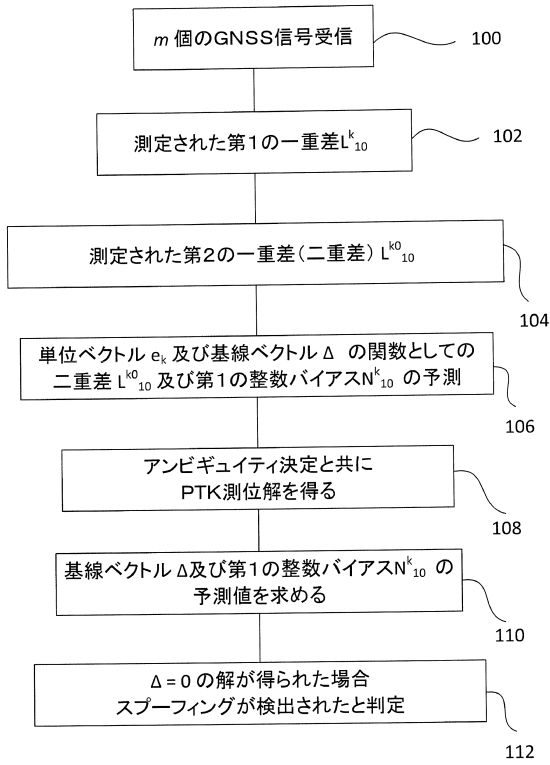 m 個のGNSS信号受信
100
測定された第1の一重差L^k_10
102
測定された第2の一重差(二重差) L^k0_10
104
単位ベクトル e_k 及び基線ベクトル Δ の関数としての
二重差 L^k0_10 及び第1の整数バイアスN^k_10 の予測
106
アンビギュイティ決定と共に
PTK測位解を得る
108
基線ベクトル Δ及び第1の整数バイアスN^k_10 の
予測値を求める
110
Δ = 0 の解が得られた場合
スプーフィングが検出されたと判定
112